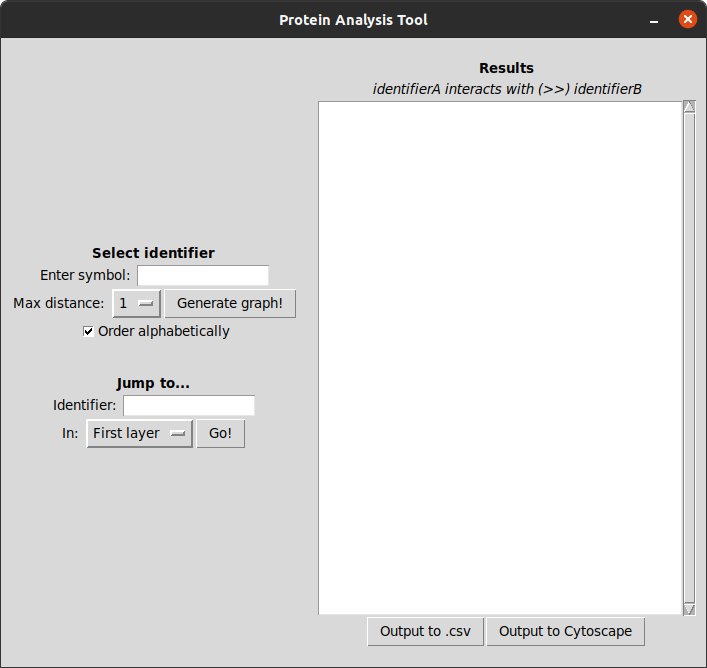 Protein Analysis Tool
Results
identifierA interacts with (>>) identifierB
Select identifier
Enter symbol:
Max distance: 1 Generate graph!
Order alphabetically
Jump to...
Identifier:
In: First layer Go!
Output to .csv Output to Cytoscape